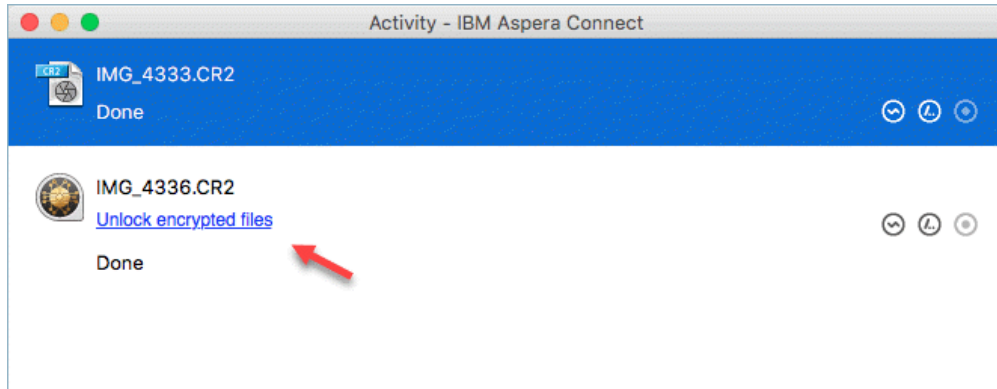 Activity - IBM Aspera Connect
CR2
IMG_4333.CR2
Done
IMG_4336.CR2
Unlock encrypted files
Done